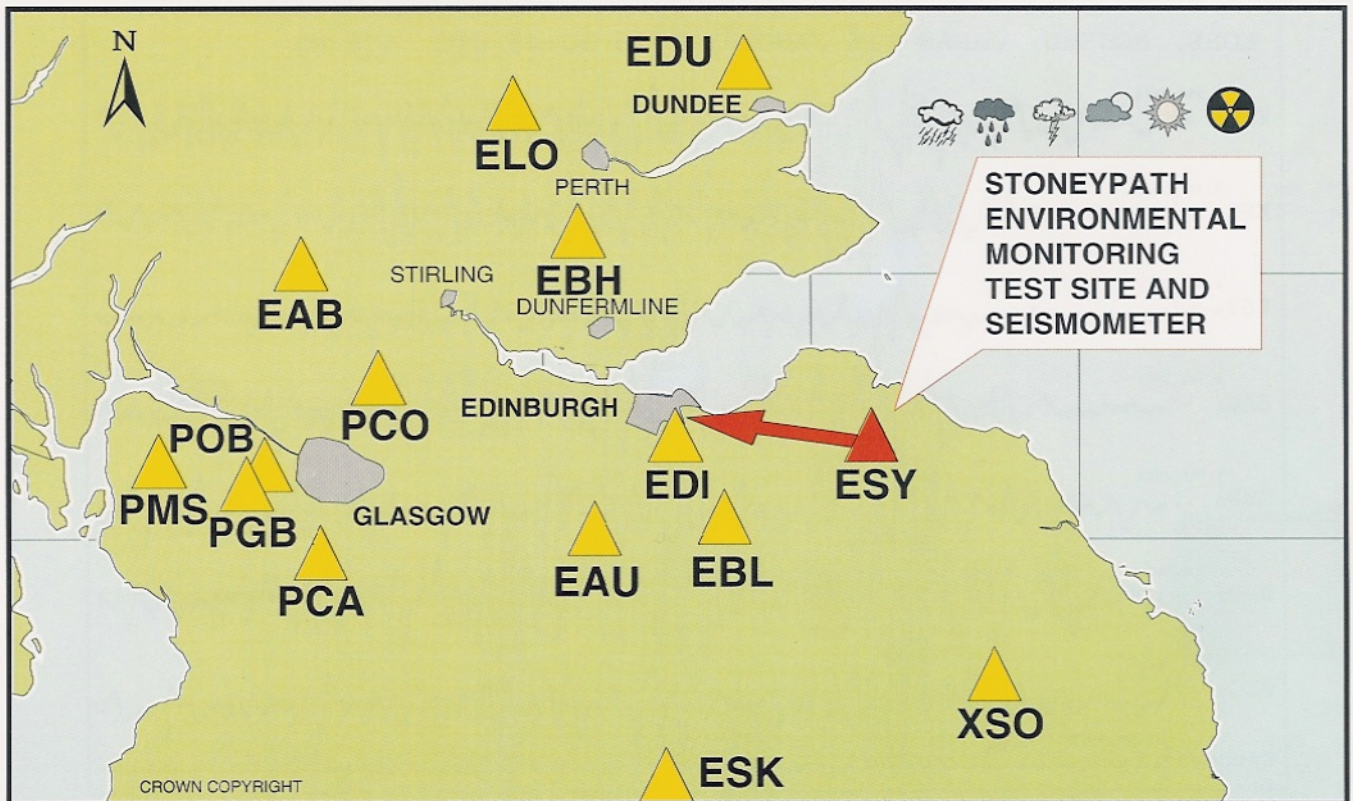 N
EDU
DUNDEE
ELO
PERTH
STONEYPATH
ENVIRONMENTAL
MONITORING
TEST SITE AND
SEISMOMETER
STIRLING
EBH
DUNFERMLINE
EAB
EDINBURGH
PCO
POB
EDI
ESY
PMS
PGB
GLASGOW
EAU
EBL
PCA
XSO
ESK
CROWN COPYRIGHT